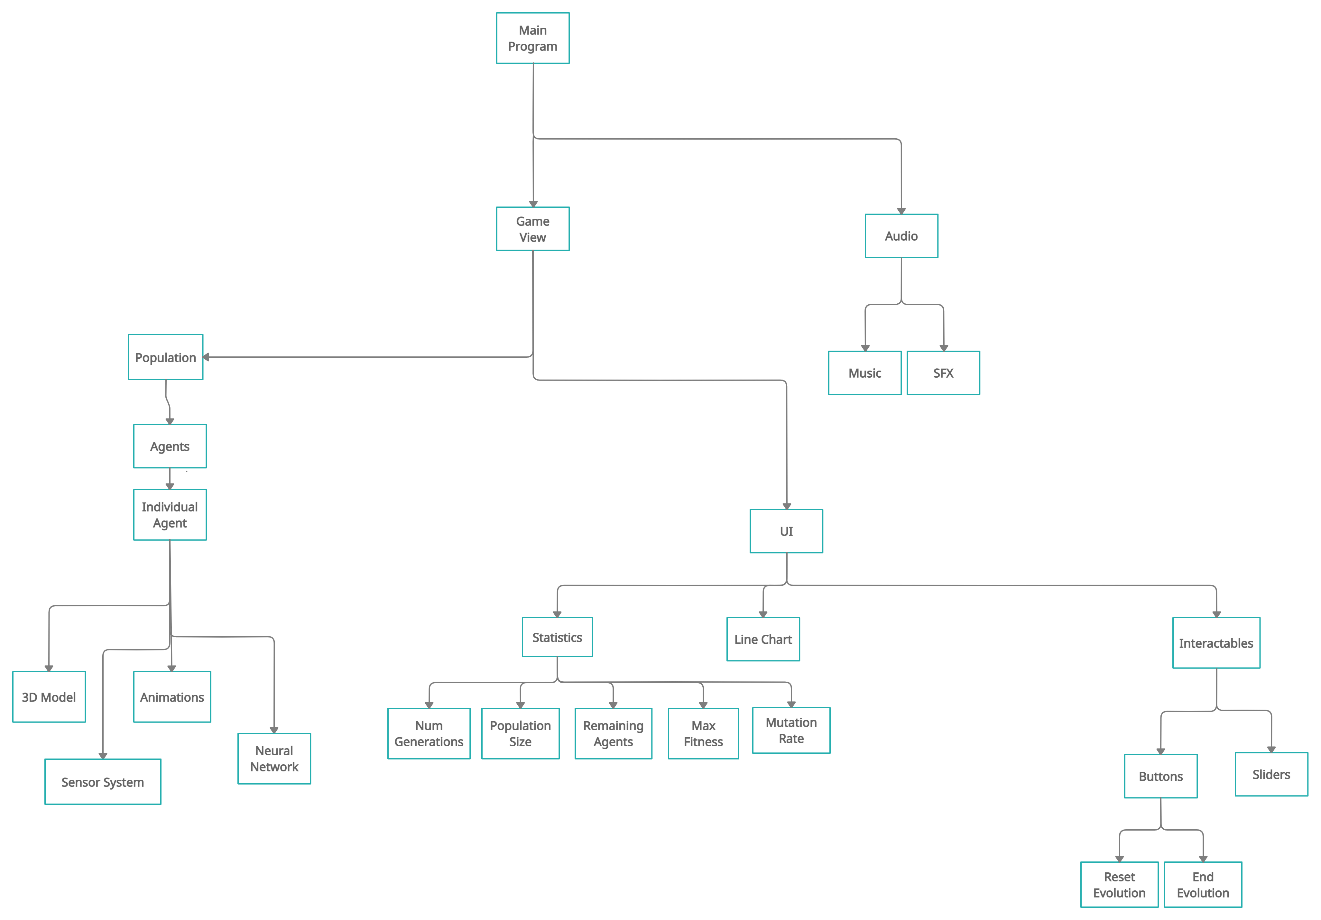 Main
Program
Game
View
Audio
Population
Music
SFX
Agents
Individual
Agent
UI
Statistics
Line Chart
Interactables
3D Model
Animations
Num
Generations
Population
Size
Remaining
Agents
Max
Fitness
Mutation
Rate
Neural
Network
Sensor System
Buttons
Sliders
Reset
Evolution
End
Evolution